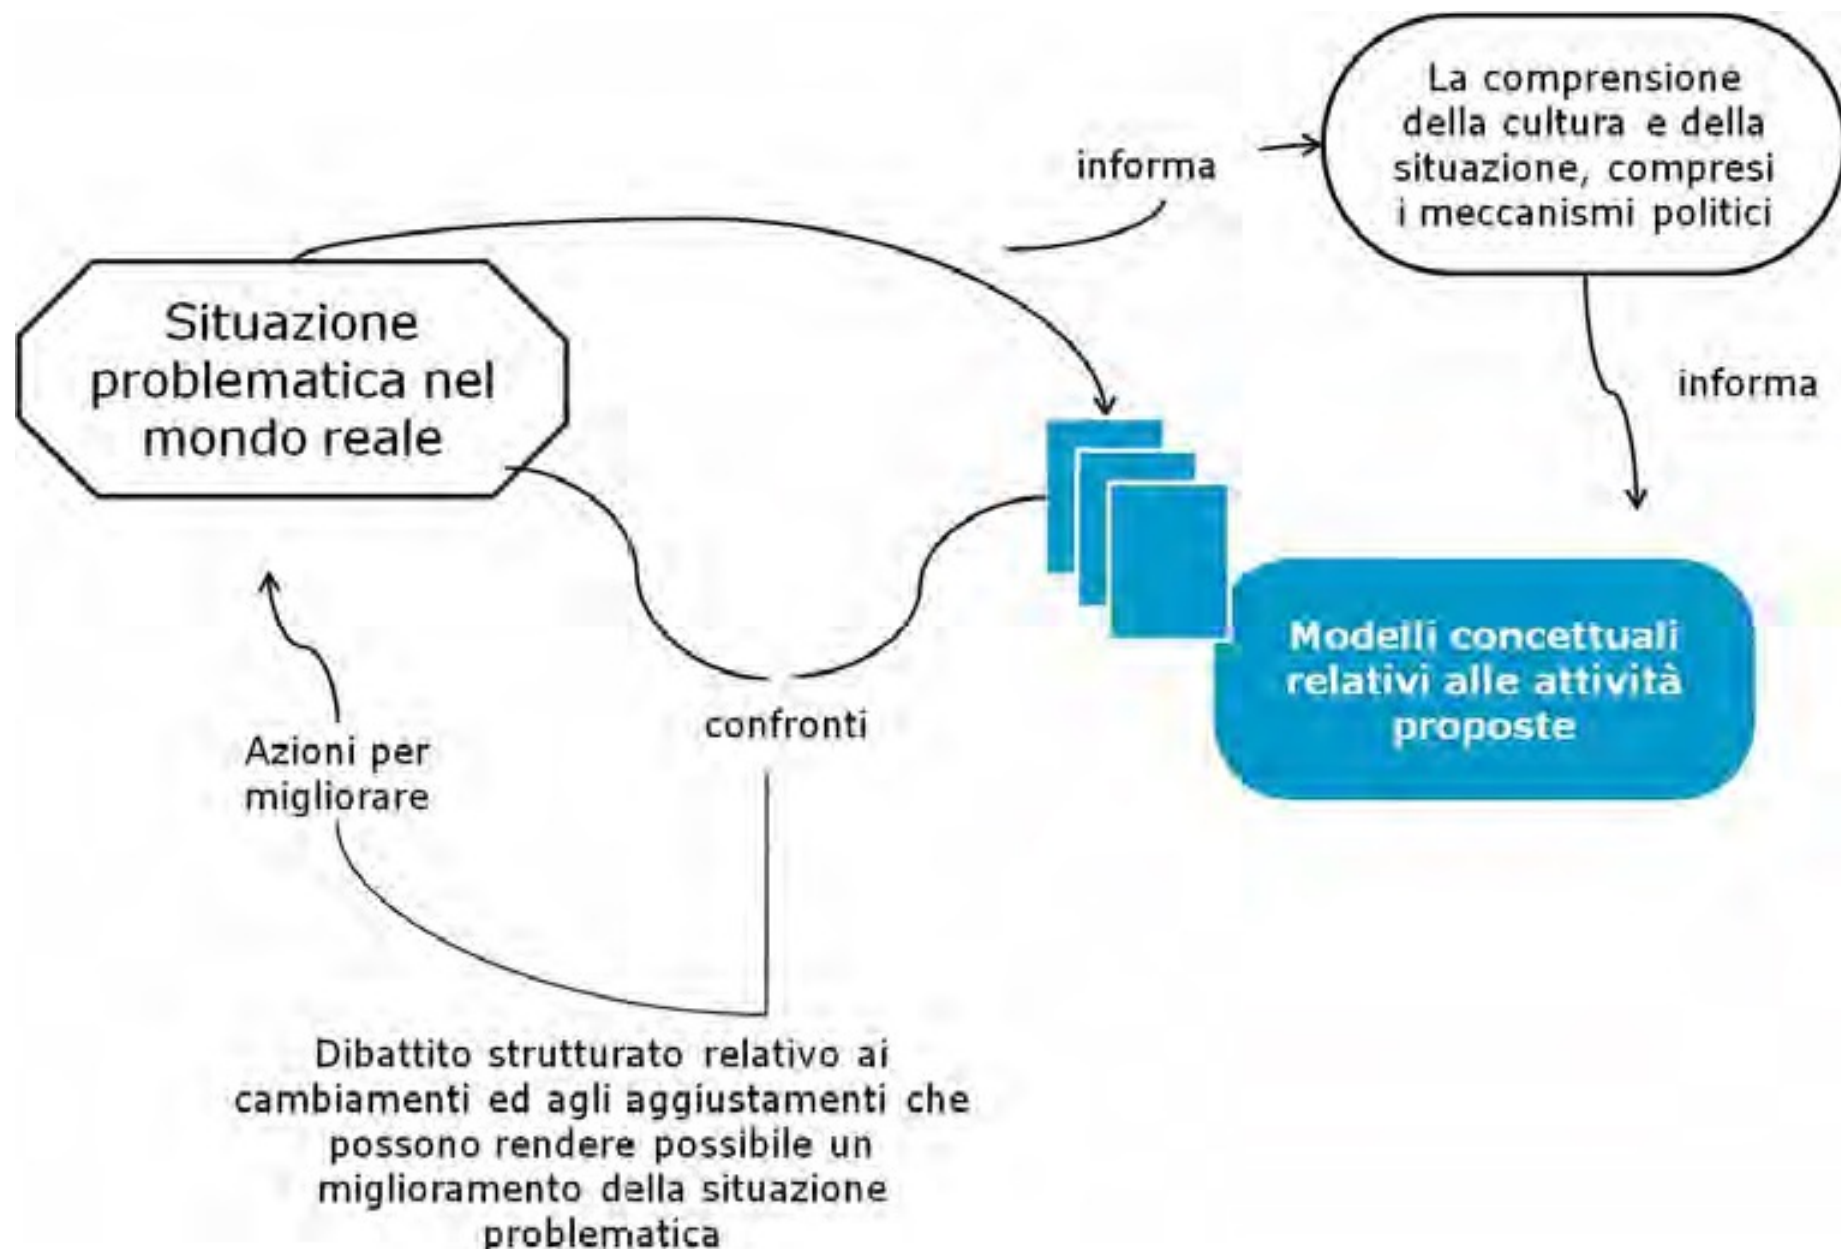 La comprensione
della cultura e della
situazione, compresi
i meccanismi politici
informa
Situazione
problematica nel
mondo reale
informa
Modelli concettuali
relativi alle attività
proposte
confronti
Azioni per
migliorare
Dibattito strutturato relativo ai
cambiamenti ed agli aggiustamenti che
possono rendere possibile un
miglioramento della situazione
problematica